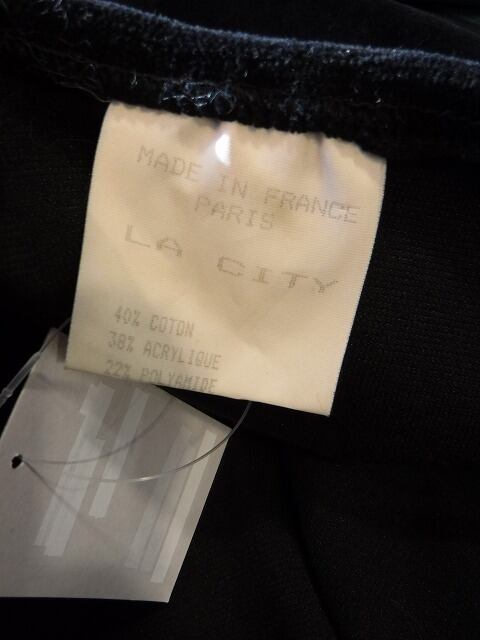 MADE IN FRANCE
PARIS
LA CITY
40% COTON
38% ACRYLIQUE
22% POLYAMIDE